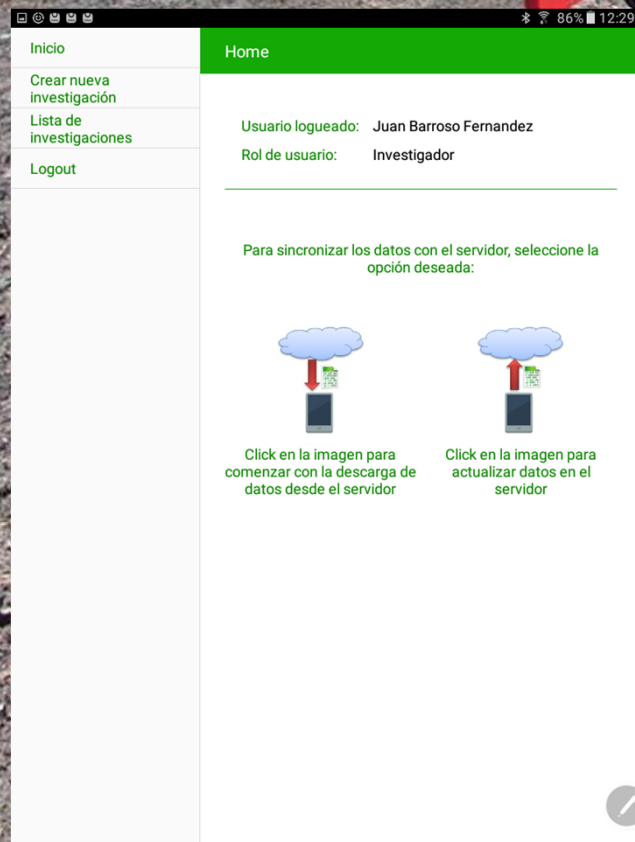 86% 12:29
Inicio
Crear nueva
investigación
Lista de
investigaciones
Logout
Home
Usuario logueado: Juan Barroso Fernandez
Rol de usuario: Investigador
Para sincronizar los datos con el servidor, seleccione la
opción deseada:
Click en la imagen para
comenzar con la descarga de
datos desde el servidor
Click en la imagen para
actualizar datos en el
servidor